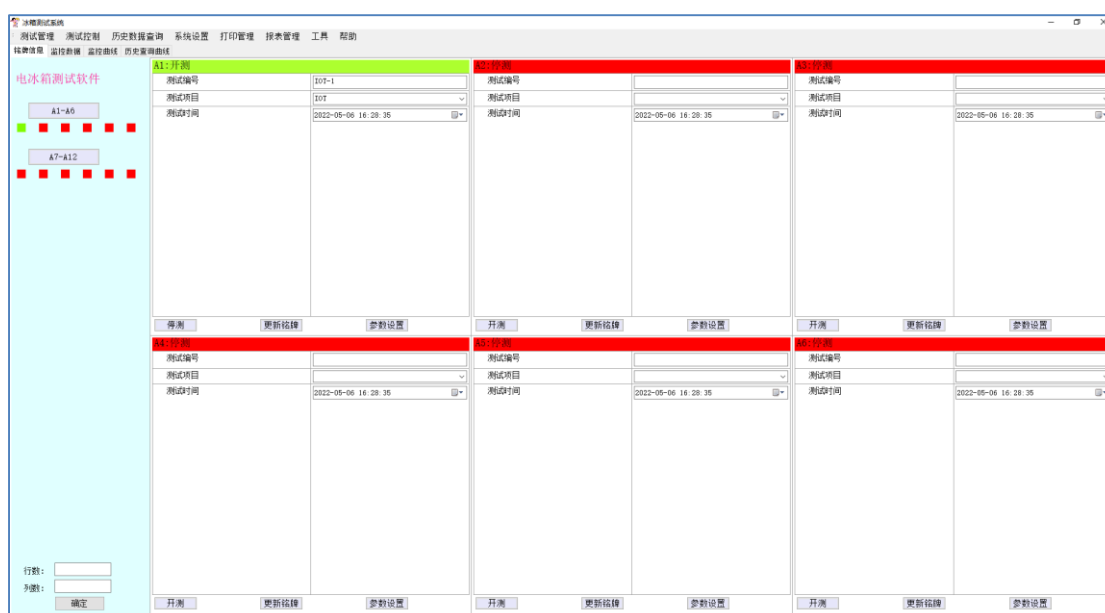 冰箱测试系统
测试管理 测试控制 历史数据查询 系统设置 打印管理 报表管理 工具 帮助
铭牌信息 监控数据 监控曲线 历史查询曲线
电冰箱测试软件
A1-A6
A7-A12
行数:
列数:
确定
A1:开测
测试编号 IOT-1
测试项目 IOT
测试时间 2022-05-06 16:28:35
停测 更新铭牌 参数设置
A2:停测
测试编号
测试项目
测试时间 2022-05-06 16:28:35
开测 更新铭牌 参数设置
A3:停测
测试编号
测试项目
测试时间 2022-05-06 16:28:35
开测 更新铭牌 参数设置
A4:停测
测试编号
测试项目
测试时间 2022-05-06 16:28:35
开测 更新铭牌 参数设置
A5:停测
测试编号
测试项目
测试时间 2022-05-06 16:28:35
开测 更新铭牌 参数设置
A6:停测
测试编号
测试项目
测试时间 2022-05-06 16:28:35
开测 更新铭牌 参数设置